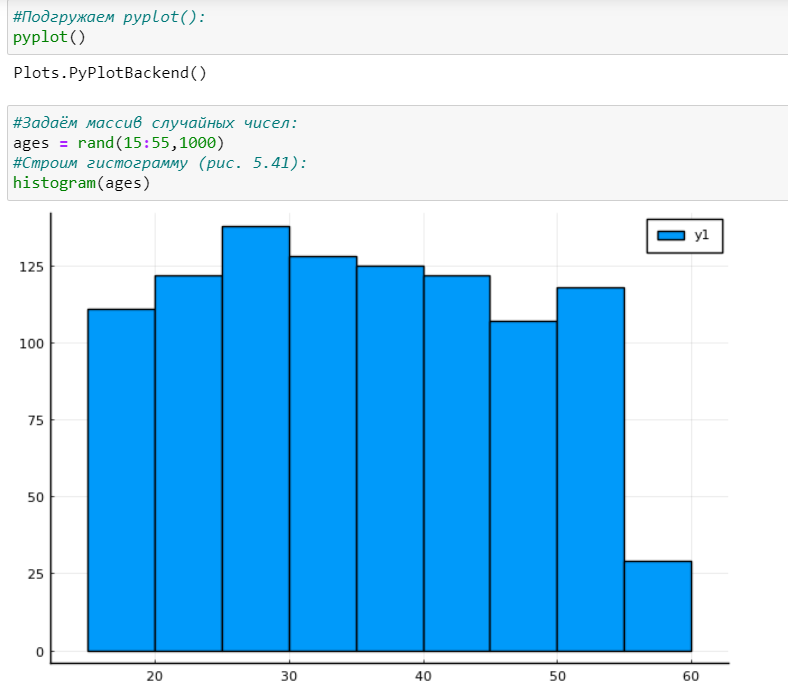 #Подгружаем pyplot():
pyplot()
Plots.PyPlotBackend()
#Задаём массив случайных чисел:
ages = rand(15:55,1000)
#Строим гистограмму (рис. 5.41):
histogram(ages)
y1
125
100
75
50
25
0
20 30 40 50 60